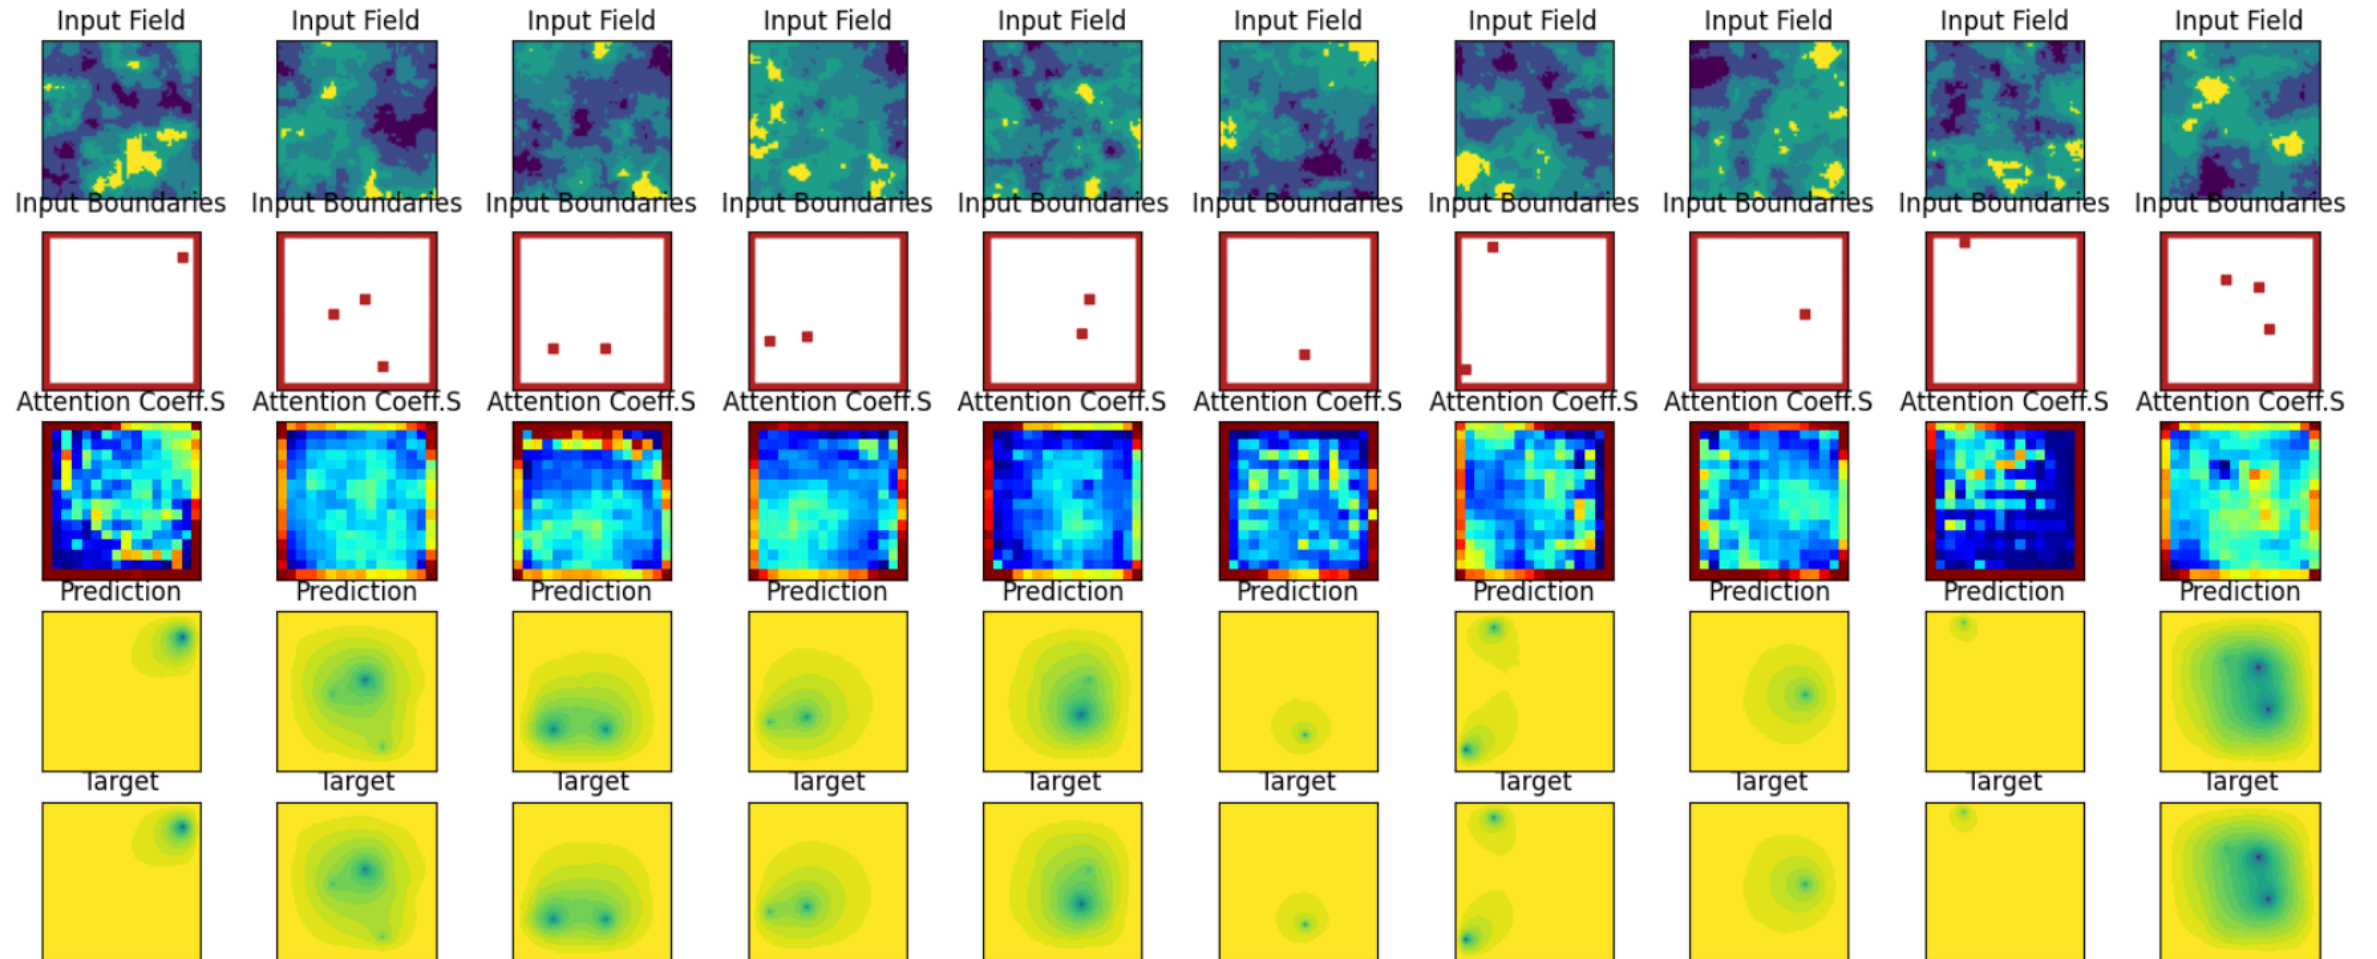 Input Field Input Field Input Field Input Field Input Field Input Field Input Field Input Field Input Field Input Field
Input Boundaries Input Boundaries Input Boundaries Input Boundaries Input Boundaries Input Boundaries Input Boundaries Input Boundaries Input Boundaries Input Boundaries
Attention Coeff.S Attention Coeff.S Attention Coeff.S Attention Coeff.S Attention Coeff.S Attention Coeff.S Attention Coeff.S Attention Coeff.S Attention Coeff.S Attention Coeff.S
Prediction Prediction Prediction Prediction Prediction Prediction Prediction Prediction Prediction Prediction
Target Target Target Target Target Target Target Target Target Target